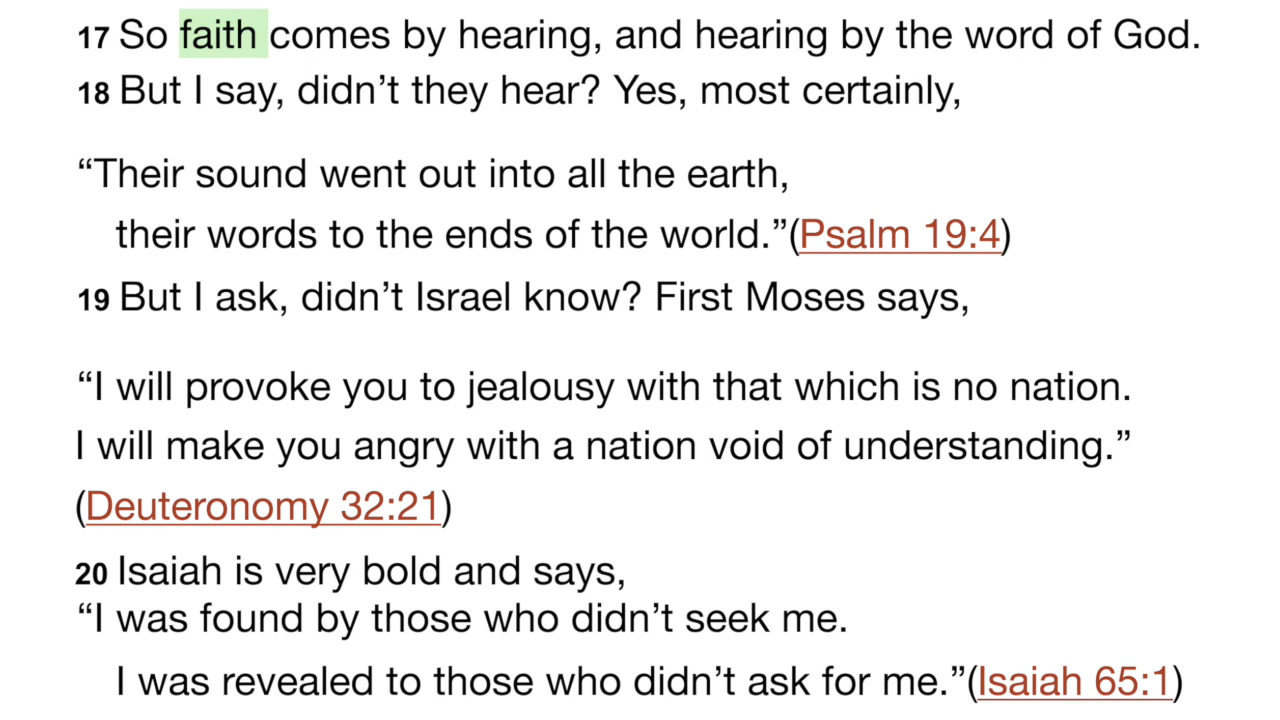 17 So faith comes by hearing, and hearing by the word of God.
18 But I say, didn’t they hear? Yes, most certainly,
“Their sound went out into all the earth,
their words to the ends of the world.”(Psalm 19:4)
19 But I ask, didn’t Israel know? First Moses says,
“I will provoke you to jealousy with that which is no nation.
I will make you angry with a nation void of understanding.”
(Deuteronomy 32:21)
20 Isaiah is very bold and says,
“I was found by those who didn’t seek me.
I was revealed to those who didn’t ask for me.”(Isaiah 65:1)